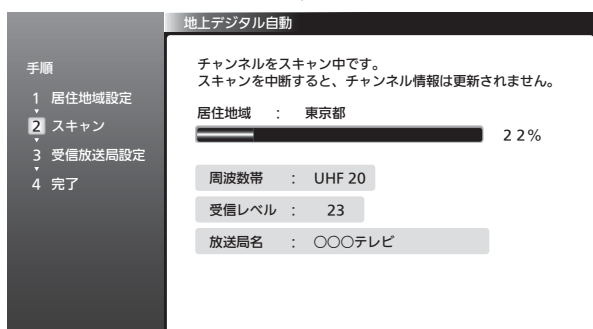 地上デジタル自動
手順
1 居住地域設定
2 スキャン
3 受信放送局設定
4 完了
チャンネルをスキャン中です。
スキャンを中断すると、チャンネル情報は更新されません。
居住地域 : 東京都
22%
周波数帯 : UHF 20
受信レベル : 23
放送局名 : ○○○テレビ